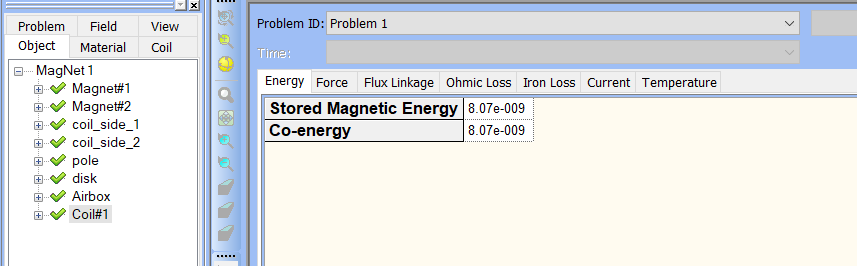 Problem Field View
Object Material Coil
MagNet 1
Magnet#1
Magnet#2
coil_side_1
coil_side_2
pole
disk
Airbox
Coil#1
Problem ID: Problem 1
Time:
Energy Force Flux Linkage Ohmic Loss Iron Loss Current Temperature
Stored Magnetic Energy 8.07e-009
Co-energy 8.07e-009